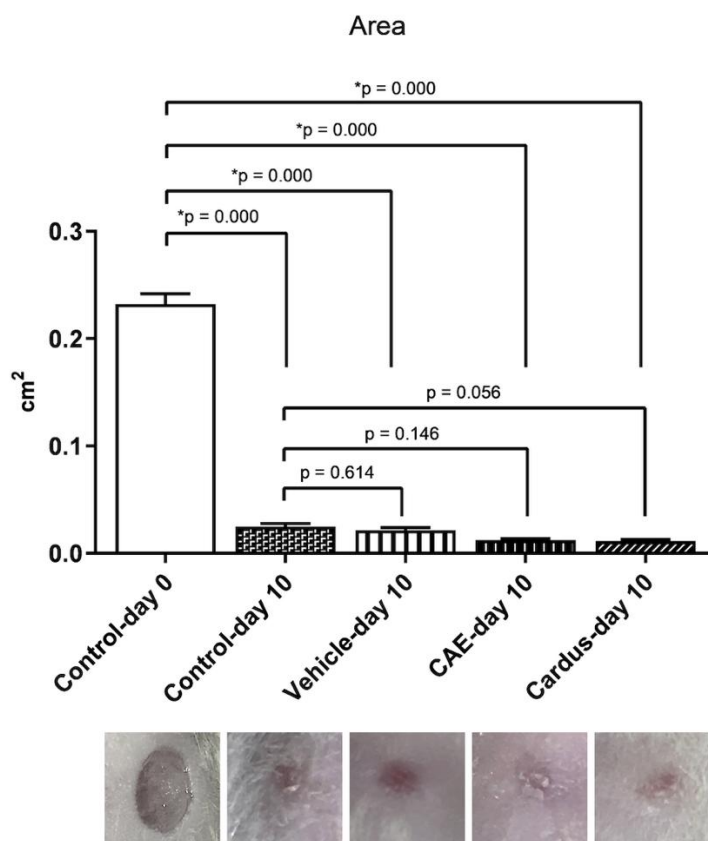 Area
*p = 0.000
*p = 0.000
*p = 0.000
*p = 0.000
0.3
0.2
0.1
0.0
cm²
p = 0.056
p = 0.146
p = 0.614
Control-day 0
Control-day 10
Vehicle-day 10
CAE-day 10
Cardus-day 10